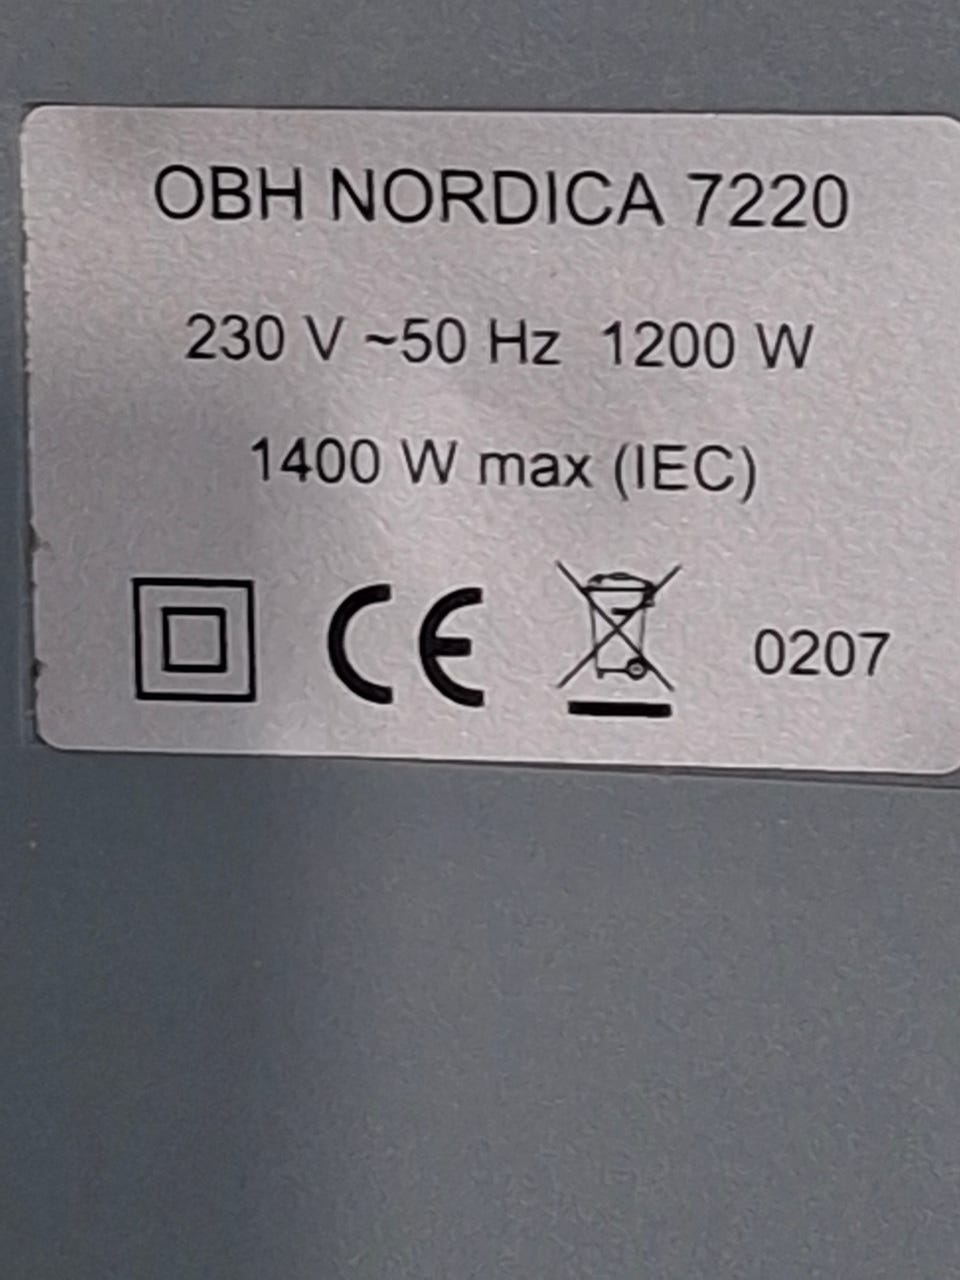 OBH NORDICA 7220
230 V ~50 Hz 1200 W
1400 W max (IEC)
CE 0207